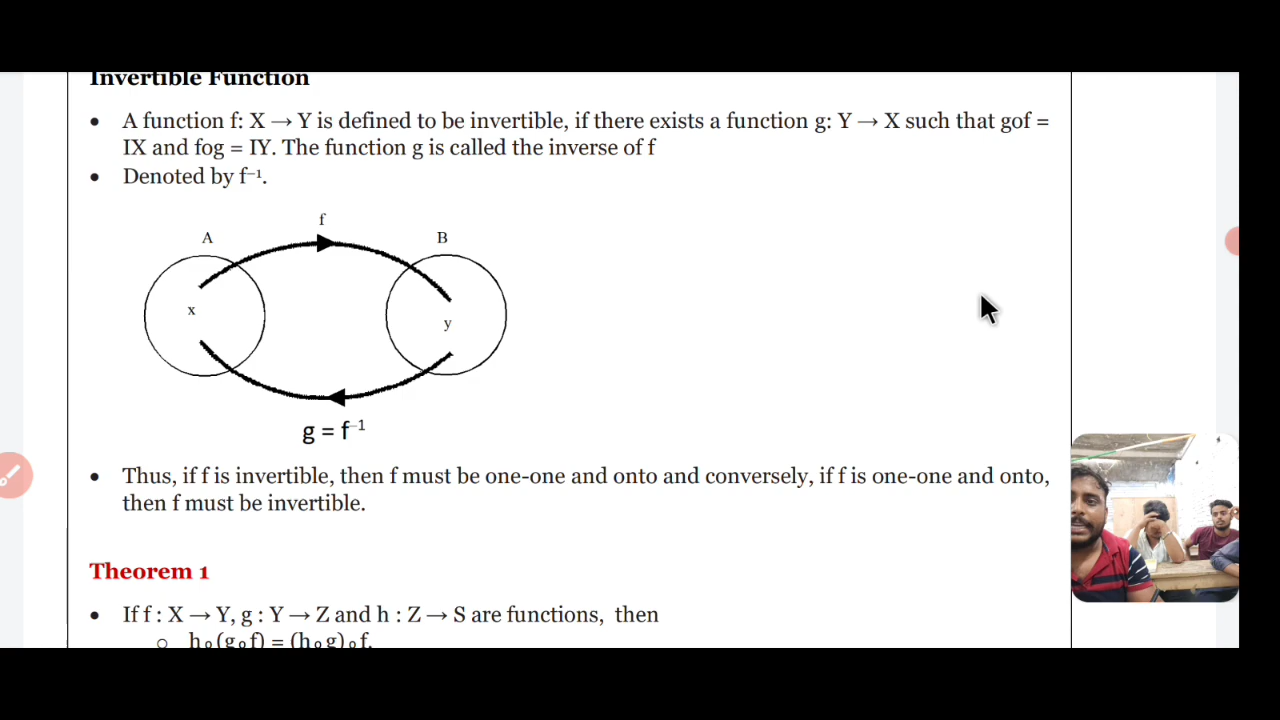 Invertible Function
• A function f: X → Y is defined to be invertible, if there exists a function g: Y → X such that gof =
IX and fog = IY. The function g is called the inverse of f
• Denoted by f⁻¹.
f
A B
x
y
g = f⁻¹
• Thus, if f is invertible, then f must be one-one and onto and conversely, if f is one-one and onto,
then f must be invertible.
Theorem 1
• If f : X → Y, g : Y → Z and h : Z → S are functions, then
o h o (g o f) = (h o g) o f.